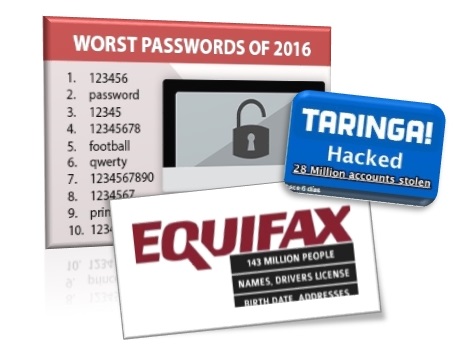 WORST PASSWORDS OF 2016
1. 123456
2. password
3. 12345
4. 12345678
5. football
6. qwerty
7. 1234567890
8. 1234567
9.
10.
TARINGA!
Hacked
28 Million accounts stolen
6 días
EQUIFAX
143 MILLION PEOPLE
NAMES, DRIVERS LICENSE
BIRTH DATE, ADDRESSES